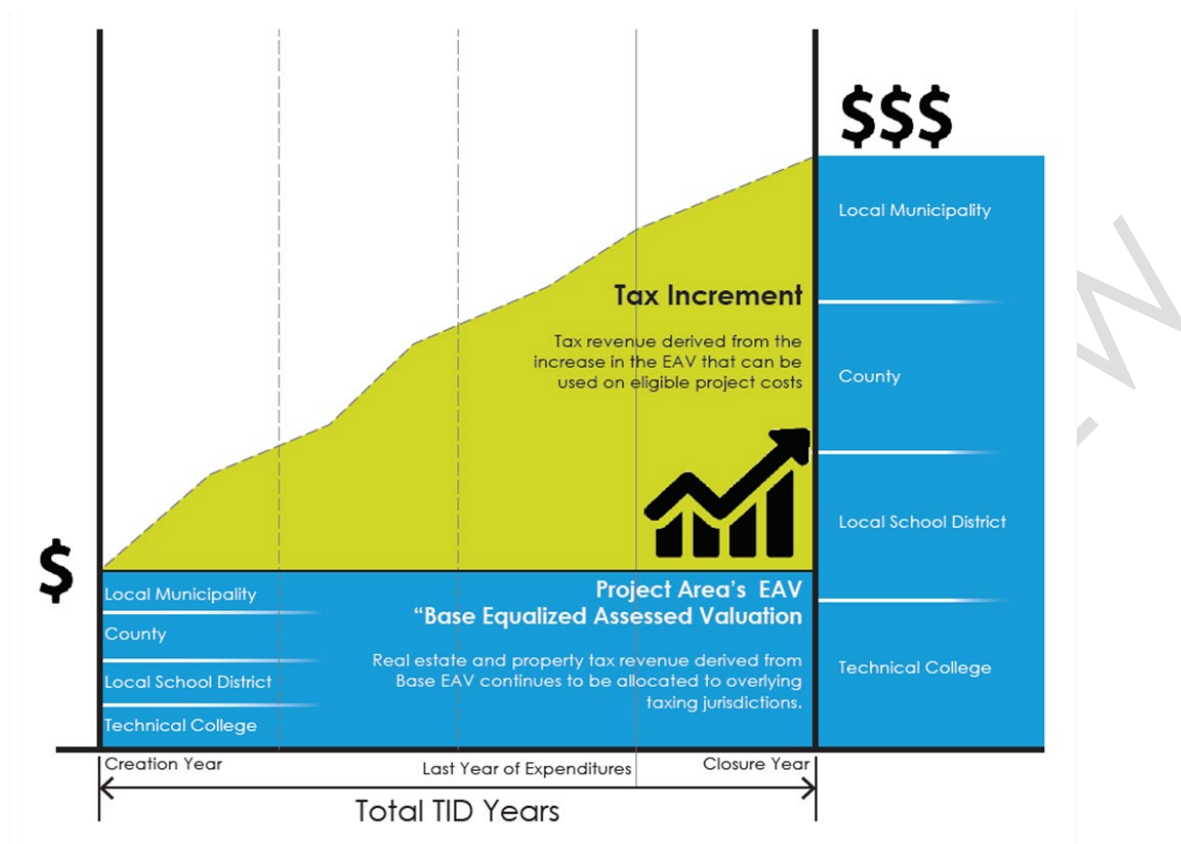 $$$
Local Municipality
County
Local School District
Technical College
Tax Increment
Tax revenue derived from the
increase in the EAV that can be
used on eligible project costs
$
Local Municipality
County
Local School District
Technical College
Project Area's EAV
“Base Equalized Assessed Valuation
Real estate and property tax revenue derived from
Base EAV continues to be allocated to overlying
taxing jurisdictions.
Creation Year
Last Year of Expenditures
Closure Year
Total TID Years